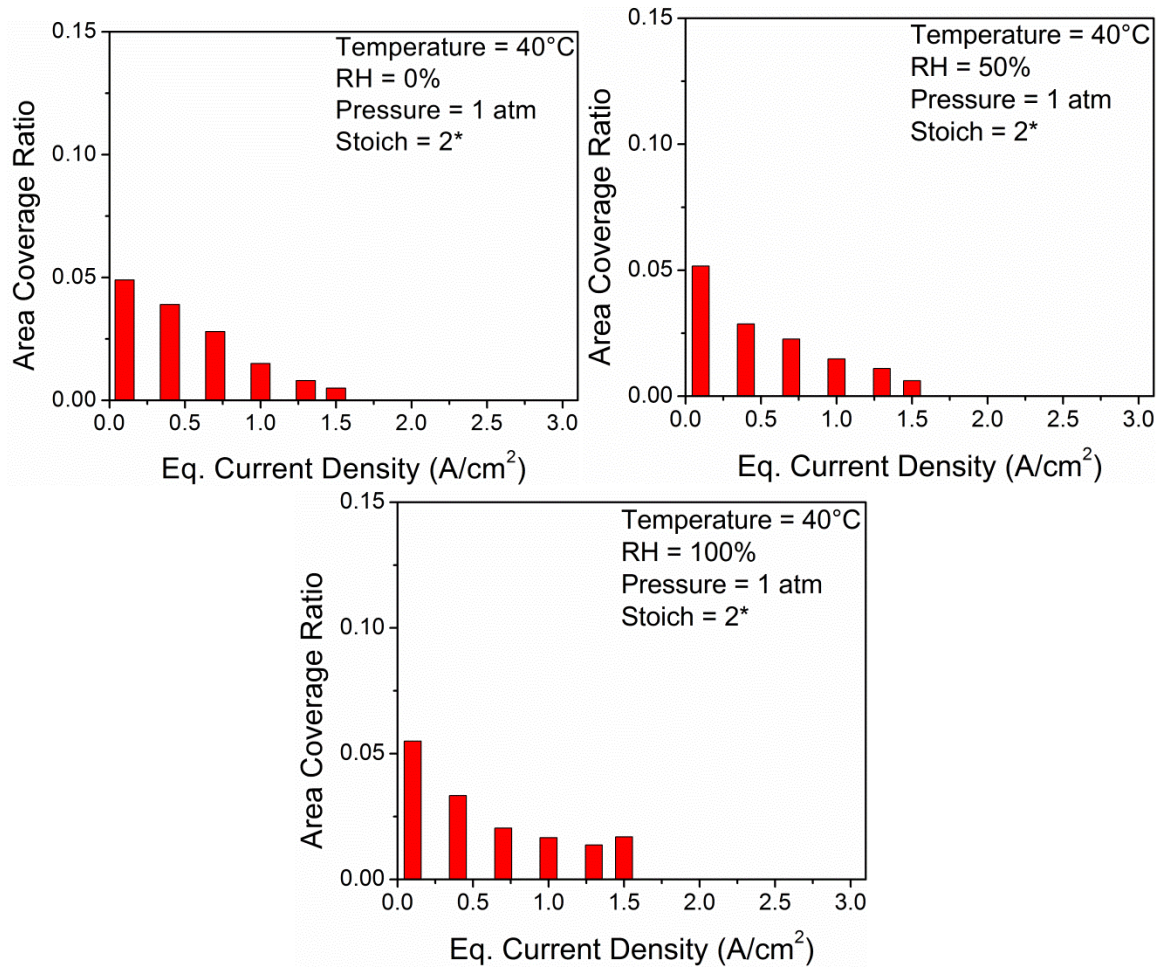 0.15
0.10
0.05
0.00
Area Coverage Ratio
Temperature = 40°C
RH = 0%
Pressure = 1 atm
Stoich = 2*
0.0 0.5 1.0 1.5 2.0 2.5 3.0
Eq. Current Density (A/cm²)
0.15
0.10
0.05
0.00
Area Coverage Ratio
Temperature = 40°C
RH = 50%
Pressure = 1 atm
Stoich = 2*
0.0 0.5 1.0 1.5 2.0 2.5 3.0
Eq. Current Density (A/cm²)
0.15
0.10
0.05
0.00
Area Coverage Ratio
Temperature = 40°C
RH = 100%
Pressure = 1 atm
Stoich = 2*
0.0 0.5 1.0 1.5 2.0 2.5 3.0
Eq. Current Density (A/cm²)